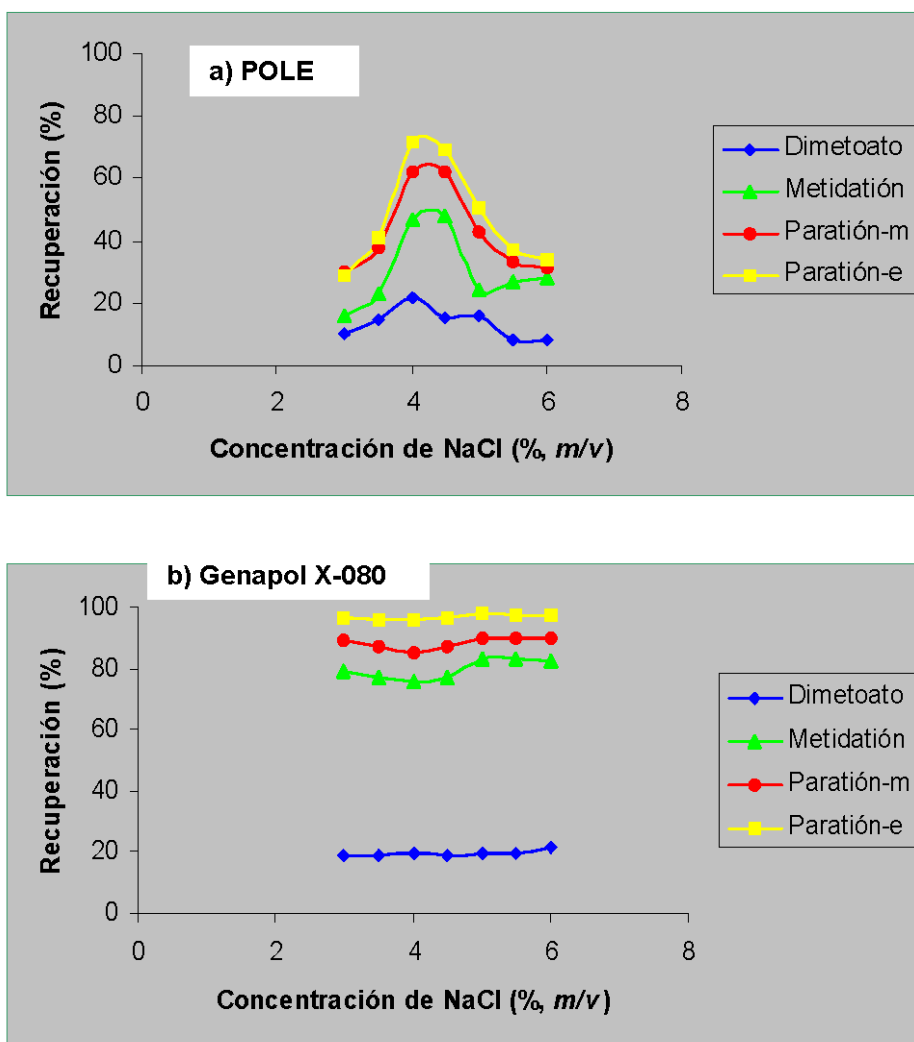 a) POLE
100
80
60
40
20
0
Recuperación (%)
0 2 4 6 8
Concentración de NaCl (%, m/v)
Dimetoato
Metidatión
Paratión-m
Paratión-e
b) Genapol X-080
100
80
60
40
20
0
Recuperación (%)
0 2 4 6 8
Concentración de NaCl (%, m/v)
Dimetoato
Metidatión
Paratión-m
Paratión-e